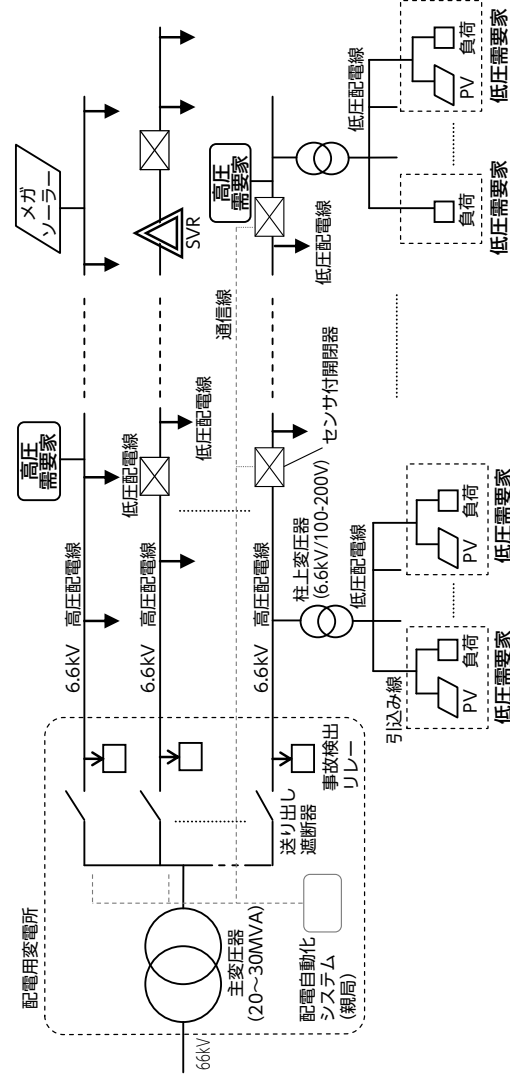 配電用変電所
66kV
主変圧器
(20～30MVA)
配電自動化
システム
(親局)
送り出し
遮断器
事故検出
リレー
6.6kV 高圧配電線
高圧
需要家
メガ
ソーラー
6.6kV 高圧配電線
低圧配電線
低圧配電線
SVR
6.6kV 高圧配電線
通信線
センサ付開閉器
低圧配電線
高圧
需要家
柱上変圧器
(6.6kV/100-200V)
低圧配電線
引込み線
PV
負荷
低圧需要家
PV
負荷
低圧需要家
低圧配電線
負荷
低圧需要家
PV
負荷
低圧需要家